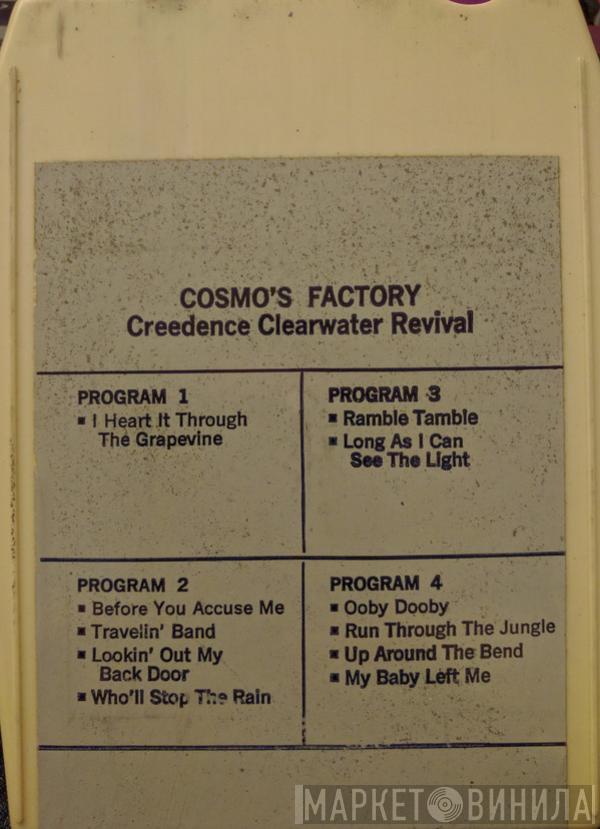 COSMO'S FACTORY
Creedence Clearwater Revival
PROGRAM 1
▪ I Heart It Through
The Grapevine
PROGRAM 3
▪ Ramble Tamble
▪ Long As I Can
See The Light
PROGRAM 2
▪ Before You Accuse Me
▪ Travelin' Band
▪ Lookin' Out My
Back Door
▪ Who'll Stop The Rain
PROGRAM 4
▪ Ooby Dooby
▪ Run Through The Jungle
▪ Up Around The Bend
▪ My Baby Left Me
МАРКЕТ ВИНИЛА